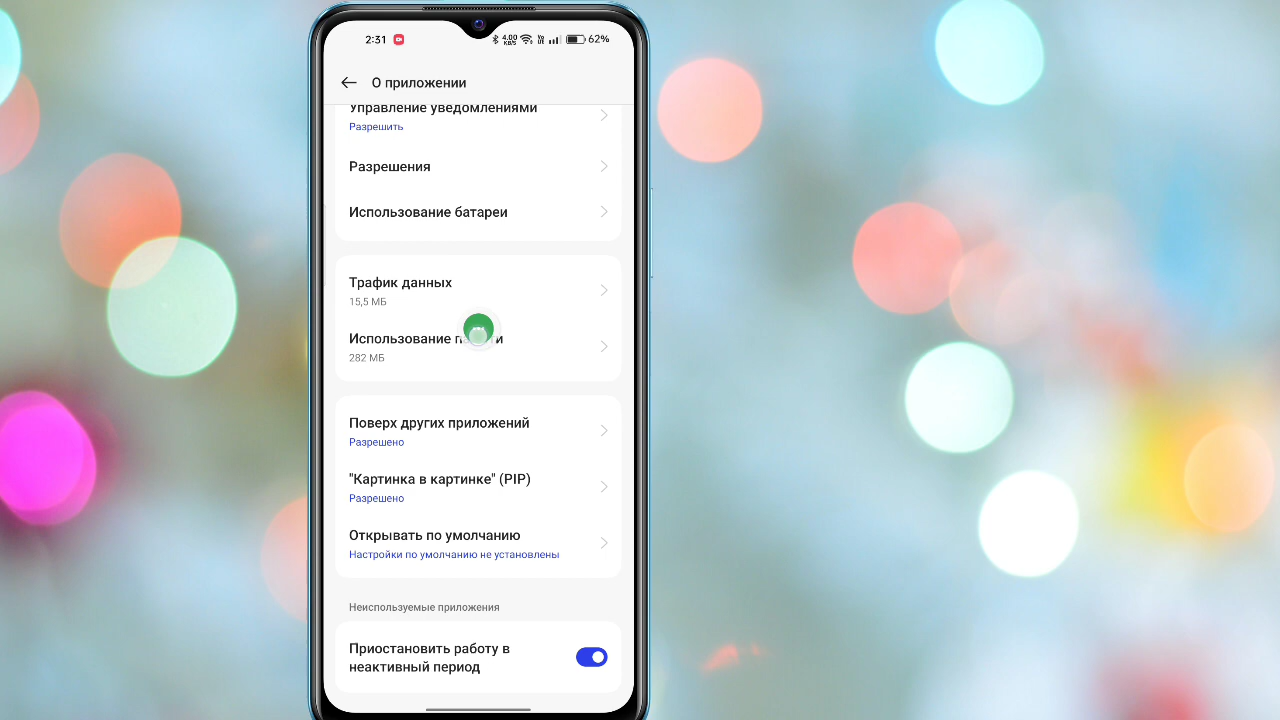 2:31 4.00 KB/S 62%
О приложении
Управление уведомлениями
Разрешить
Разрешения
Использование батареи
Трафик данных
15,5 МБ
Использование
282 МБ
Поверх других приложений
Разрешено
"Картинка в картинке" (PIP)
Разрешено
Открывать по умолчанию
Настройки по умолчанию не установлены
Неиспользуемые приложения
Приостановить работу в
неактивный период